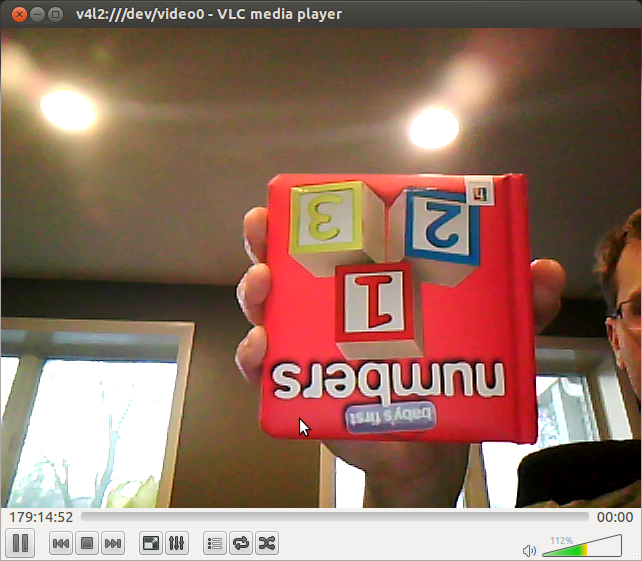 v4l2:///dev/video0 - VLC media player
baby's first
numbers
1
2 3
179:14:52 00:00
112%